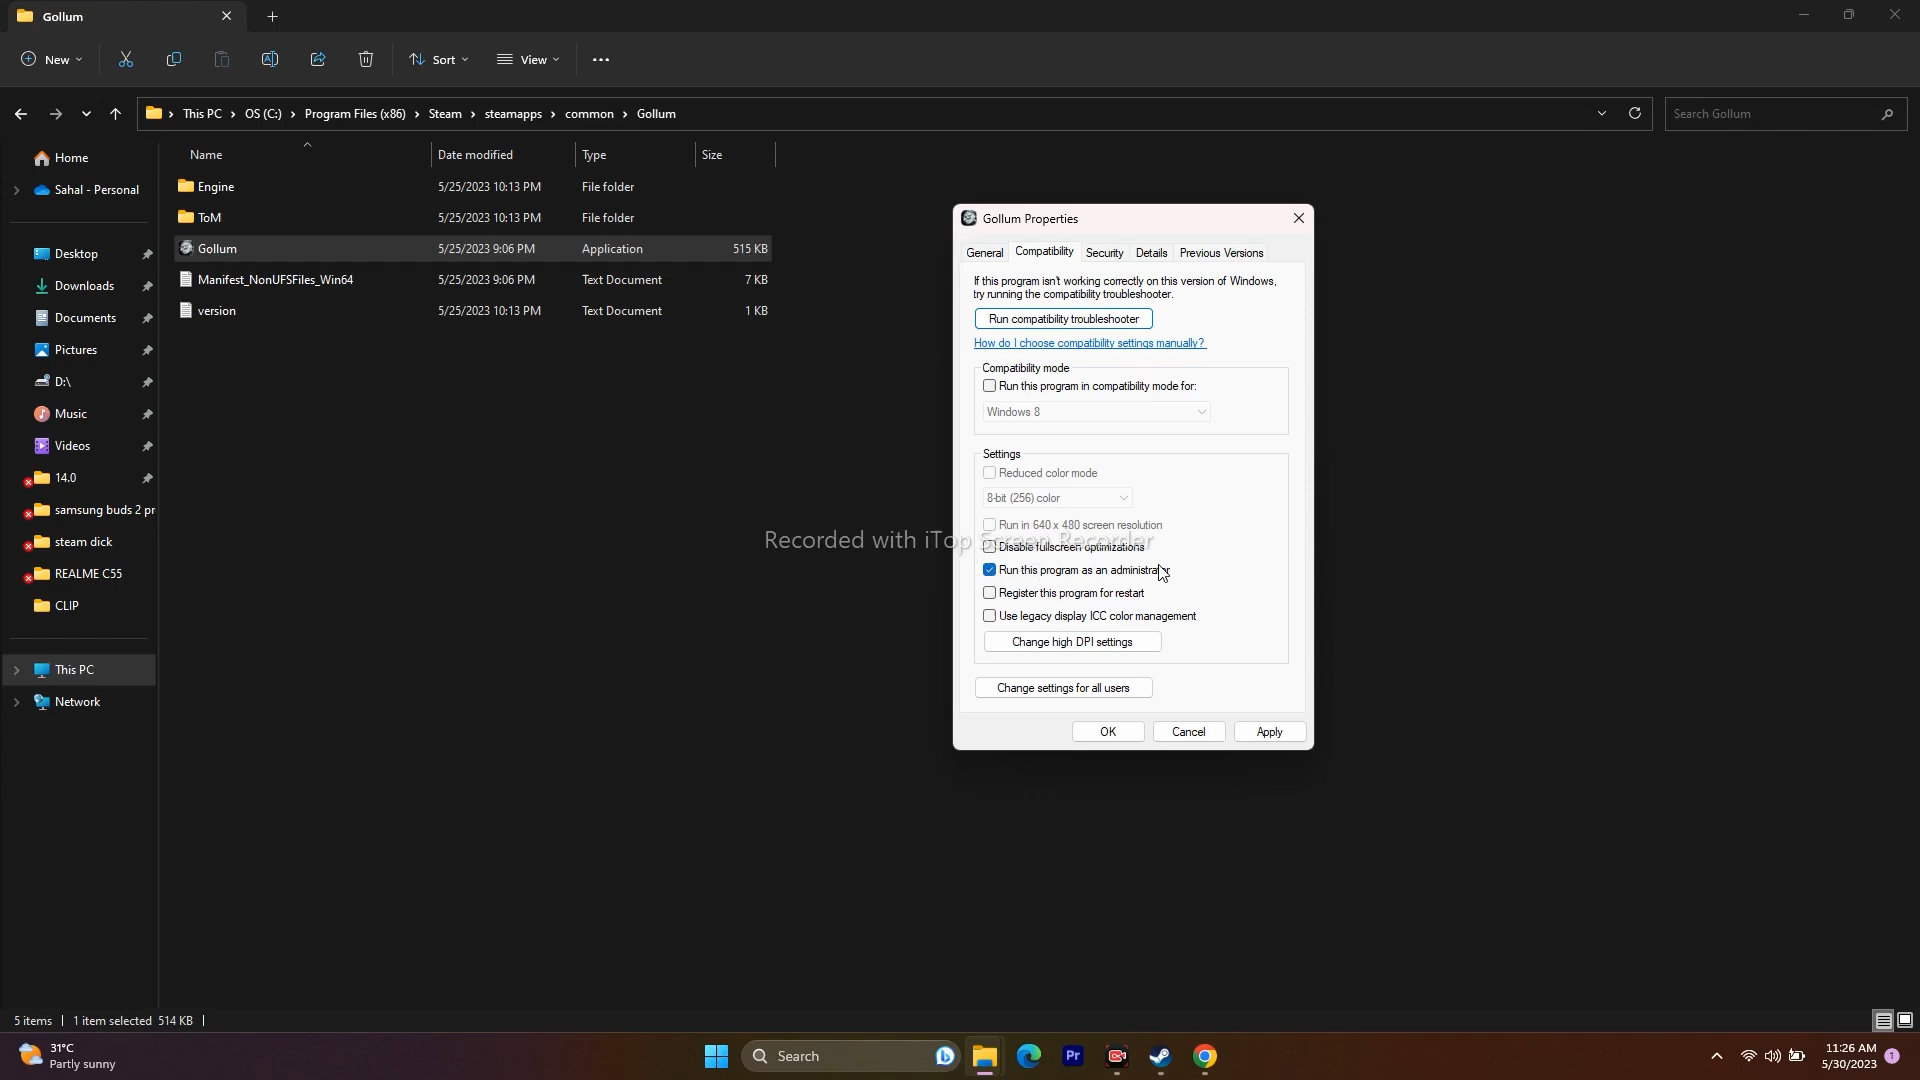 Gollum
New
Sort
View
This PC
OS (C:)
Program Files (x86)
Steam
steamapps
common
Gollum
Search Gollum
Name
Date modified
Type
Size
Engine
5/25/2023 10:13 PM
File folder
ToM
5/25/2023 10:13 PM
File folder
Gollum
5/25/2023 9:06 PM
Application
515 KB
Manifest_NonUFSFiles_Win64
5/25/2023 9:06 PM
Text Document
7 KB
version
5/25/2023 10:13 PM
Text Document
1 KB
Home
Sahal - Personal
Desktop
Downloads
Documents
Pictures
D:\
Music
Videos
14.0
samsung buds 2 pr
steam dick
REALME C55
CLIP
This PC
Network
Gollum Properties
General
Compatibility
Security
Details
Previous Versions
If this program isn't working correctly on this version of Windows,
try running the compatibility troubleshooter.
Run compatibility troubleshooter
How do I choose compatibility settings manually?
Compatibility mode
Run this program in compatibility mode for:
Windows 8
Settings
Reduced color mode
8-bit (256) color
Run in 640 x 480 screen resolution
Recorded with iTop Screen Recorder
Disable fullscreen optimizations
Run this program as an administrator
Register this program for restart
Use legacy display ICC color management
Change high DPI settings
Change settings for all users
OK
Cancel
Apply
5 items
1 item selected 514 KB
31°C
Partly sunny
Search
Pr
11:26 AM
5/30/2023
1